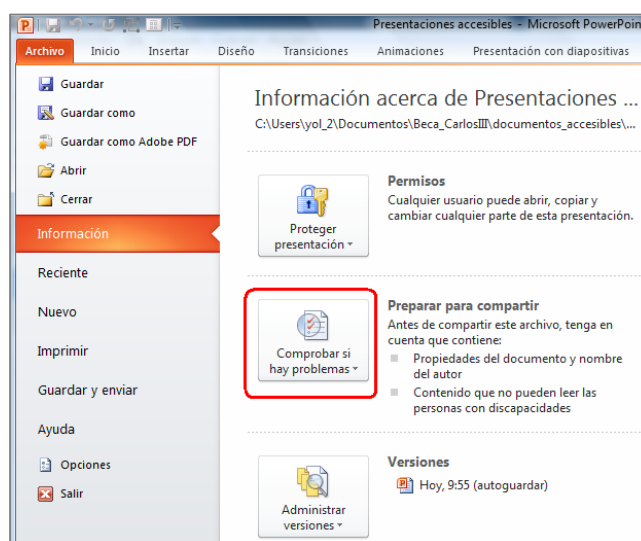 Presentaciones accesibles - Microsoft PowerPoin
Archivo Inicio Insertar Diseño Transiciones Animaciones Presentación con diapositivas
Guardar
Guardar como
Guardar como Adobe PDF
Abrir
Cerrar
Información
Reciente
Nuevo
Imprimir
Guardar y enviar
Ayuda
Opciones
Salir
Información acerca de Presentaciones ...
C:\Users\yol_2\Documentos\Beca_CarlosIII\documentos_accesibles\...
Proteger
presentación
Permisos
Cualquier usuario puede abrir, copiar y
cambiar cualquier parte de esta presentación.
Comprobar si
hay problemas
Preparar para compartir
Antes de compartir este archivo, tenga en
cuenta que contiene:
Propiedades del documento y nombre
del autor
Contenido que no pueden leer las
personas con discapacidades
Administrar
versiones
Versiones
Hoy, 9:55 (autoguardar)